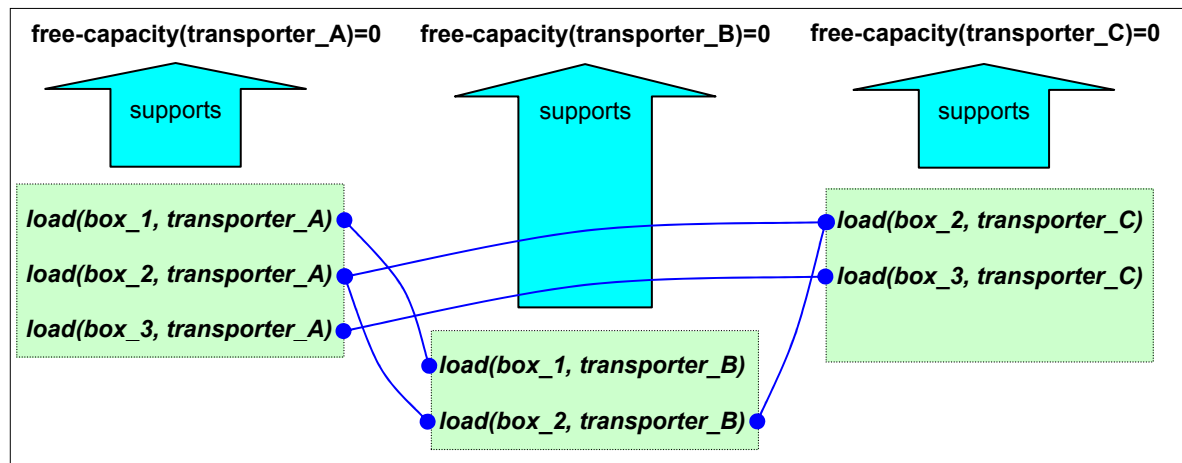 free-capacity(transporter_A)=0
free-capacity(transporter_B)=0
free-capacity(transporter_C)=0
supports
supports
supports
load(box_1, transporter_A)
load(box_2, transporter_A)
load(box_3, transporter_A)
load(box_1, transporter_B)
load(box_2, transporter_B)
load(box_2, transporter_C)
load(box_3, transporter_C)